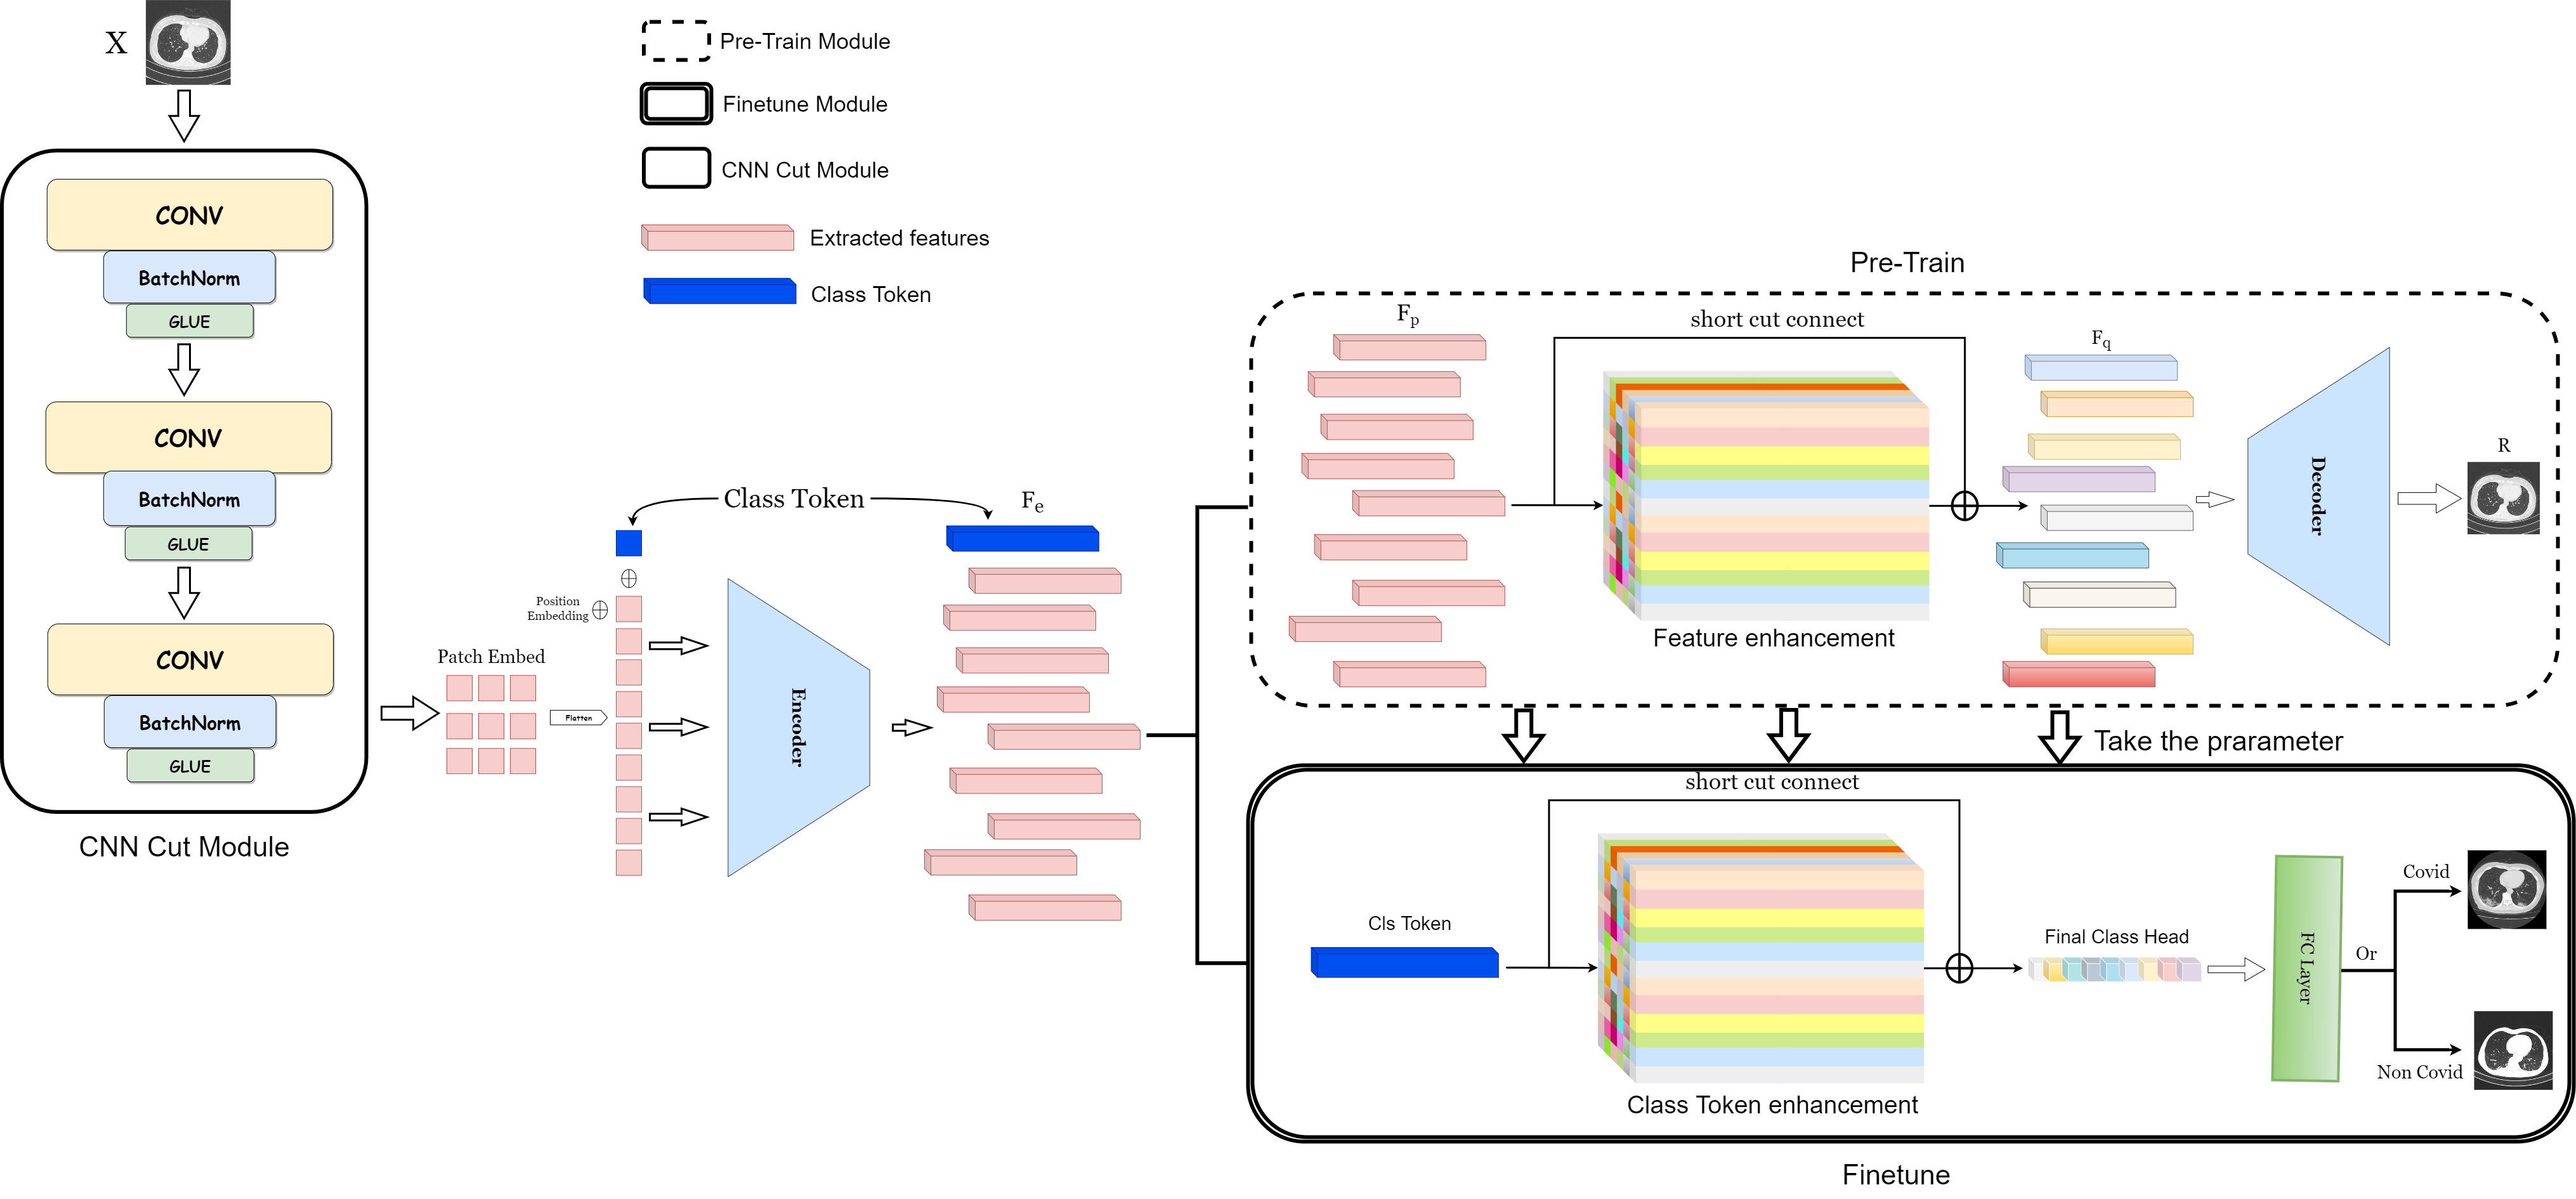 X
CONV
BatchNorm
GLUE
CONV
BatchNorm
GLUE
CONV
BatchNorm
GLUE
CNN Cut Module
Pre-Train Module
Finetune Module
CNN Cut Module
Extracted features
Class Token
Patch Embed
Flatten
Position
Embedding
Class Token
Encoder
Fe
Pre-Train
Fp
short cut connect
Feature enhancement
Fq
Decoder
R
Take the prarameter
short cut connect
Cls Token
Class Token enhancement
Final Class Head
FC Layer
Or
Covid
Non Covid
Finetune